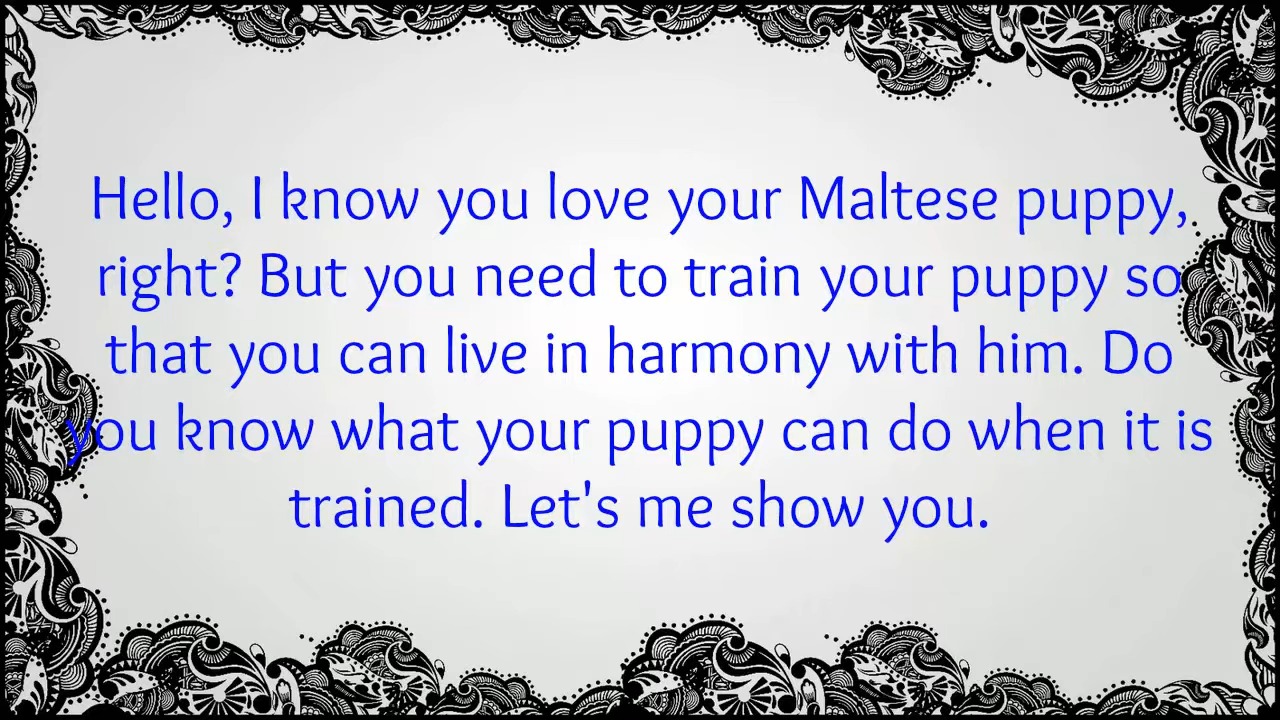 Hello, I know you love your Maltese puppy,
right? But you need to train your puppy so
that you can live in harmony with him. Do
you know what your puppy can do when it is
trained. Let's me show you.